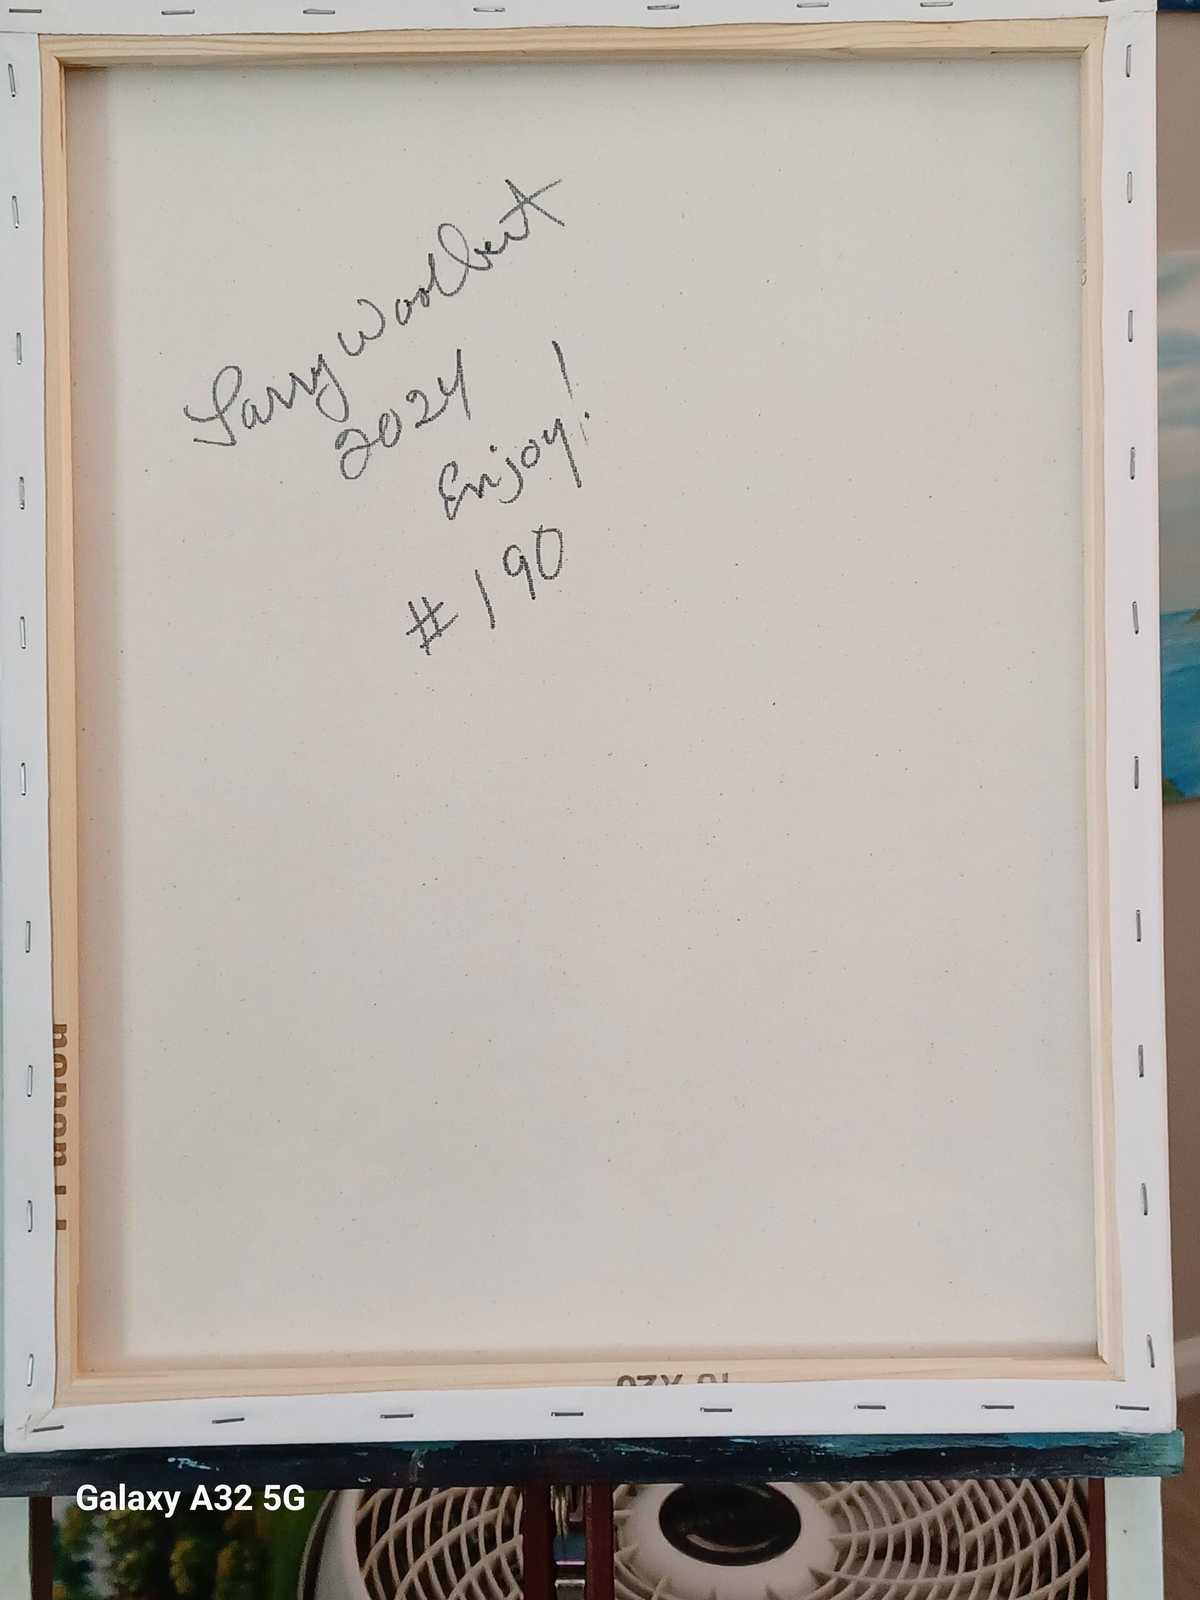 Larry Woolbert
2024
Enjoy!
#190
Galaxy A32 5G